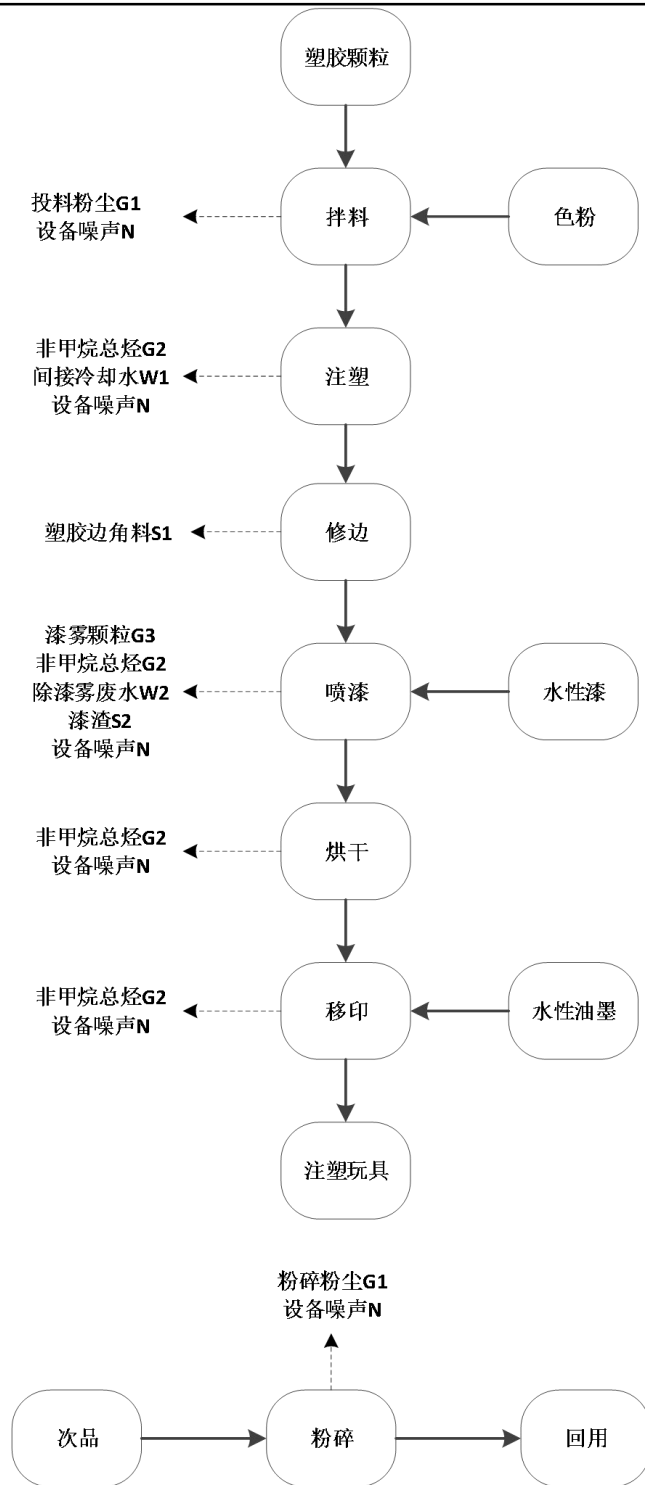 塑胶颗粒
投料粉尘G1
设备噪声N
拌料
色粉
非甲烷总烃G2
间接冷却水W1
设备噪声N
注塑
塑胶边角料S1
修边
漆雾颗粒G3
非甲烷总烃G2
除漆雾废水W2
漆渣S2
设备噪声N
喷漆
水性漆
非甲烷总烃G2
设备噪声N
烘干
非甲烷总烃G2
设备噪声N
移印
水性油墨
注塑玩具
粉碎粉尘G1
设备噪声N
次品
粉碎
回用